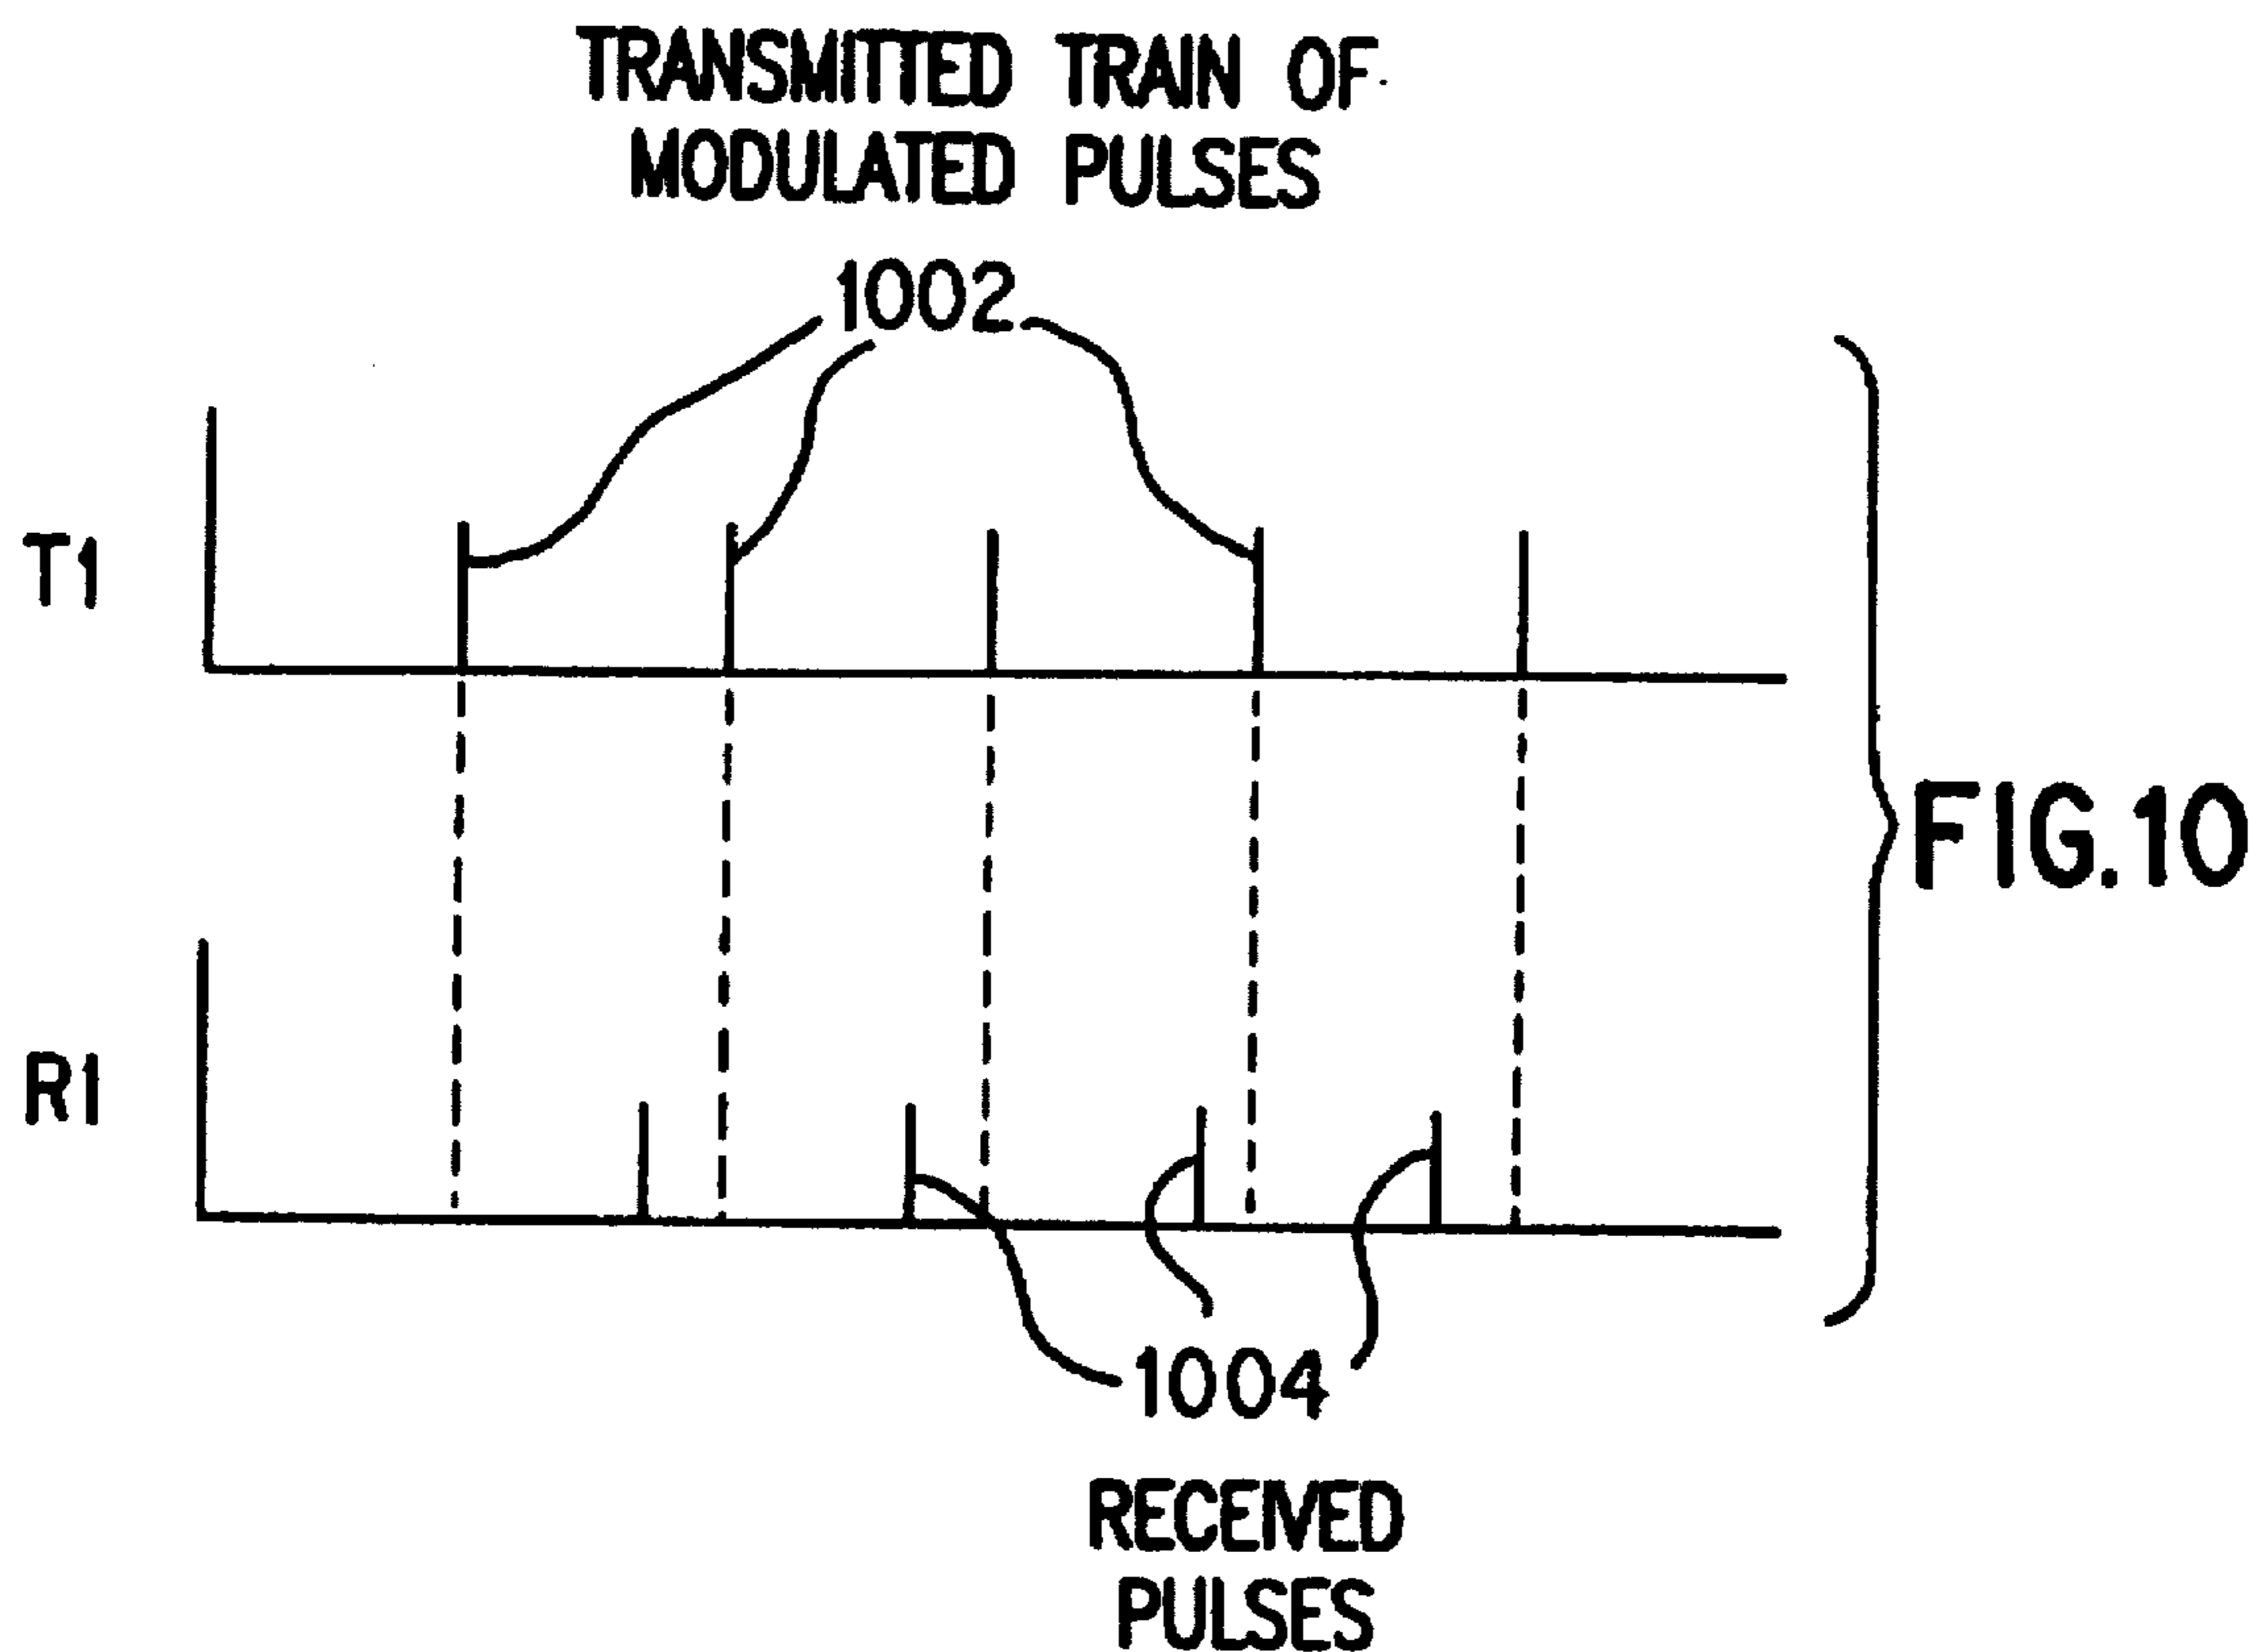 TRANSMITTED TRAIN OF
MODULATED PULSES
1002
T1
FIG.10
R1
1004
RECEIVED
PULSES